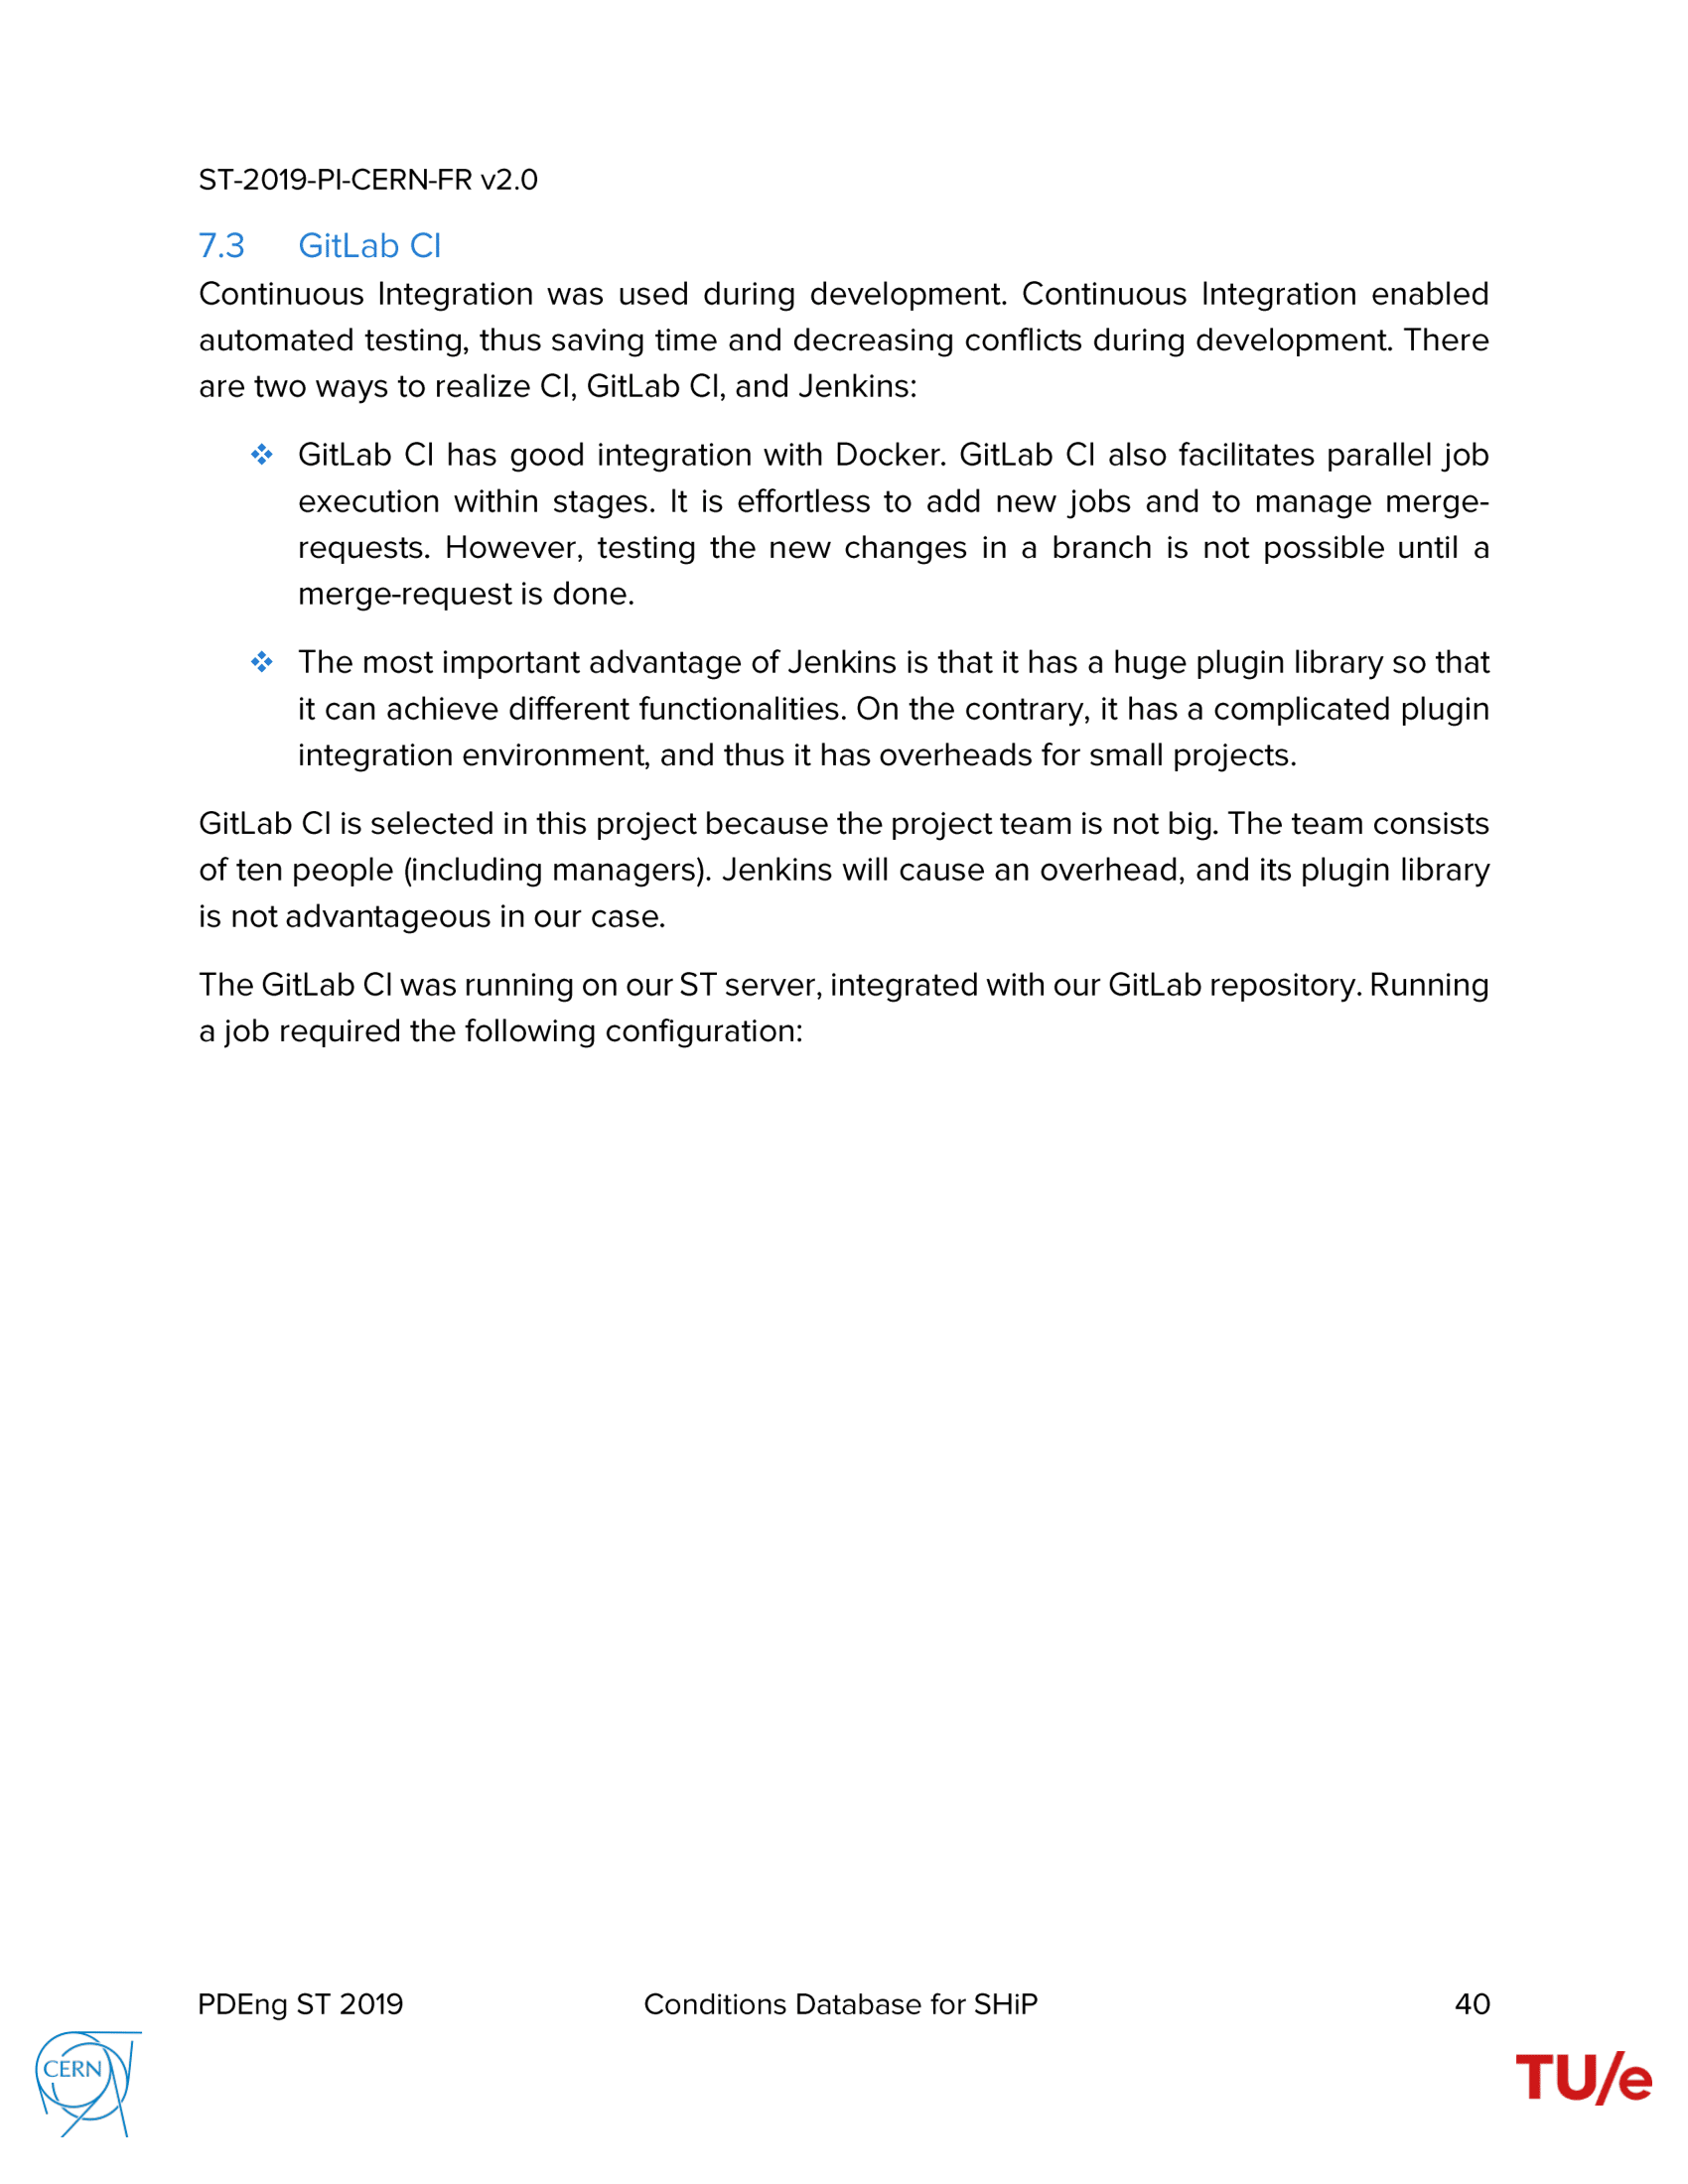 ST-2019-PI-CERN-FR v2.0
7.3 GitLab CI
Continuous Integration was used during development. Continuous Integration enabled
automated testing, thus saving time and decreasing conflicts during development. There
are two ways to realize CI, GitLab CI, and Jenkins:
❖ GitLab CI has good integration with Docker. GitLab CI also facilitates parallel job
execution within stages. It is effortless to add new jobs and to manage merge-
requests. However, testing the new changes in a branch is not possible until a
merge-request is done.
❖ The most important advantage of Jenkins is that it has a huge plugin library so that
it can achieve different functionalities. On the contrary, it has a complicated plugin
integration environment, and thus it has overheads for small projects.
GitLab CI is selected in this project because the project team is not big. The team consists
of ten people (including managers). Jenkins will cause an overhead, and its plugin library
is not advantageous in our case.
The GitLab CI was running on our ST server, integrated with our GitLab repository. Running
a job required the following configuration:
PDEng ST 2019 Conditions Database for SHiP 40
CERN
TU/e